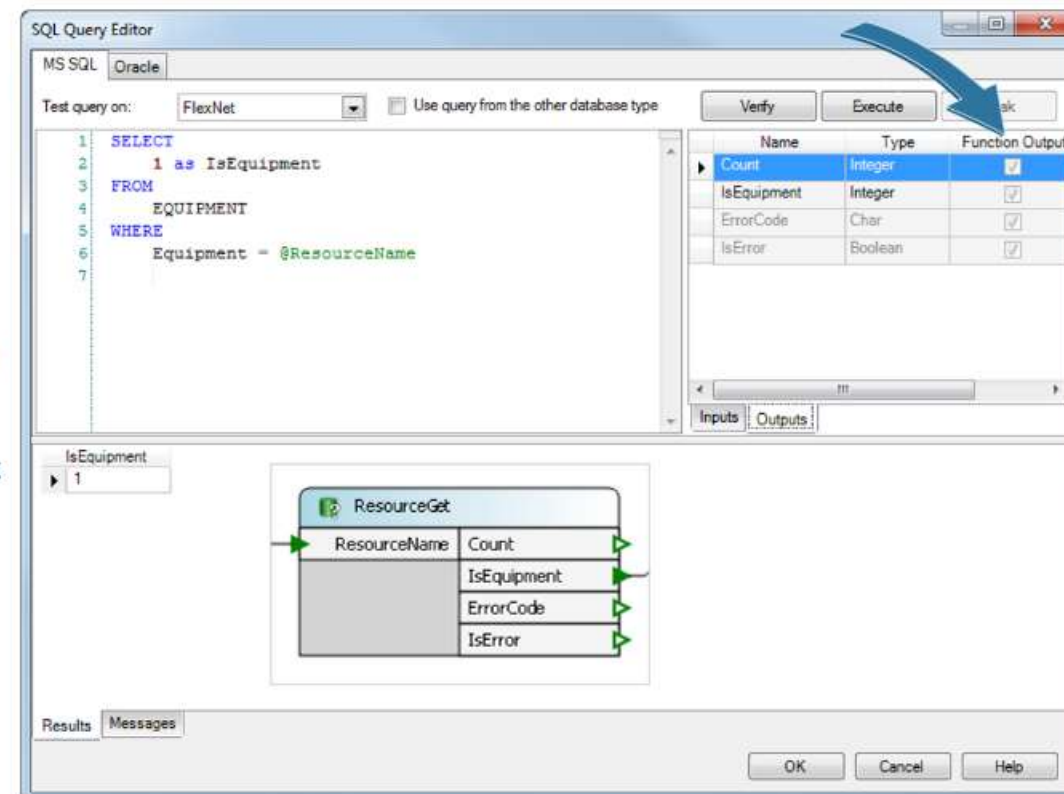 SQL Query Editor
MS SQL Oracle
Test query on: FlexNet Use query from the other database type Verify Execute
1 SELECT
2 1 as IsEquipment
3 FROM
4 EQUIPMENT
5 WHERE
6 Equipment = @ResourceName
7
Name Type Function Output
Count Integer
IsEquipment Integer
ErrorCode Char
IsError Boolean
Inputs Outputs
IsEquipment
1
ResourceGet
ResourceName Count
IsEquipment
ErrorCode
IsError
Results Messages
OK Cancel Help